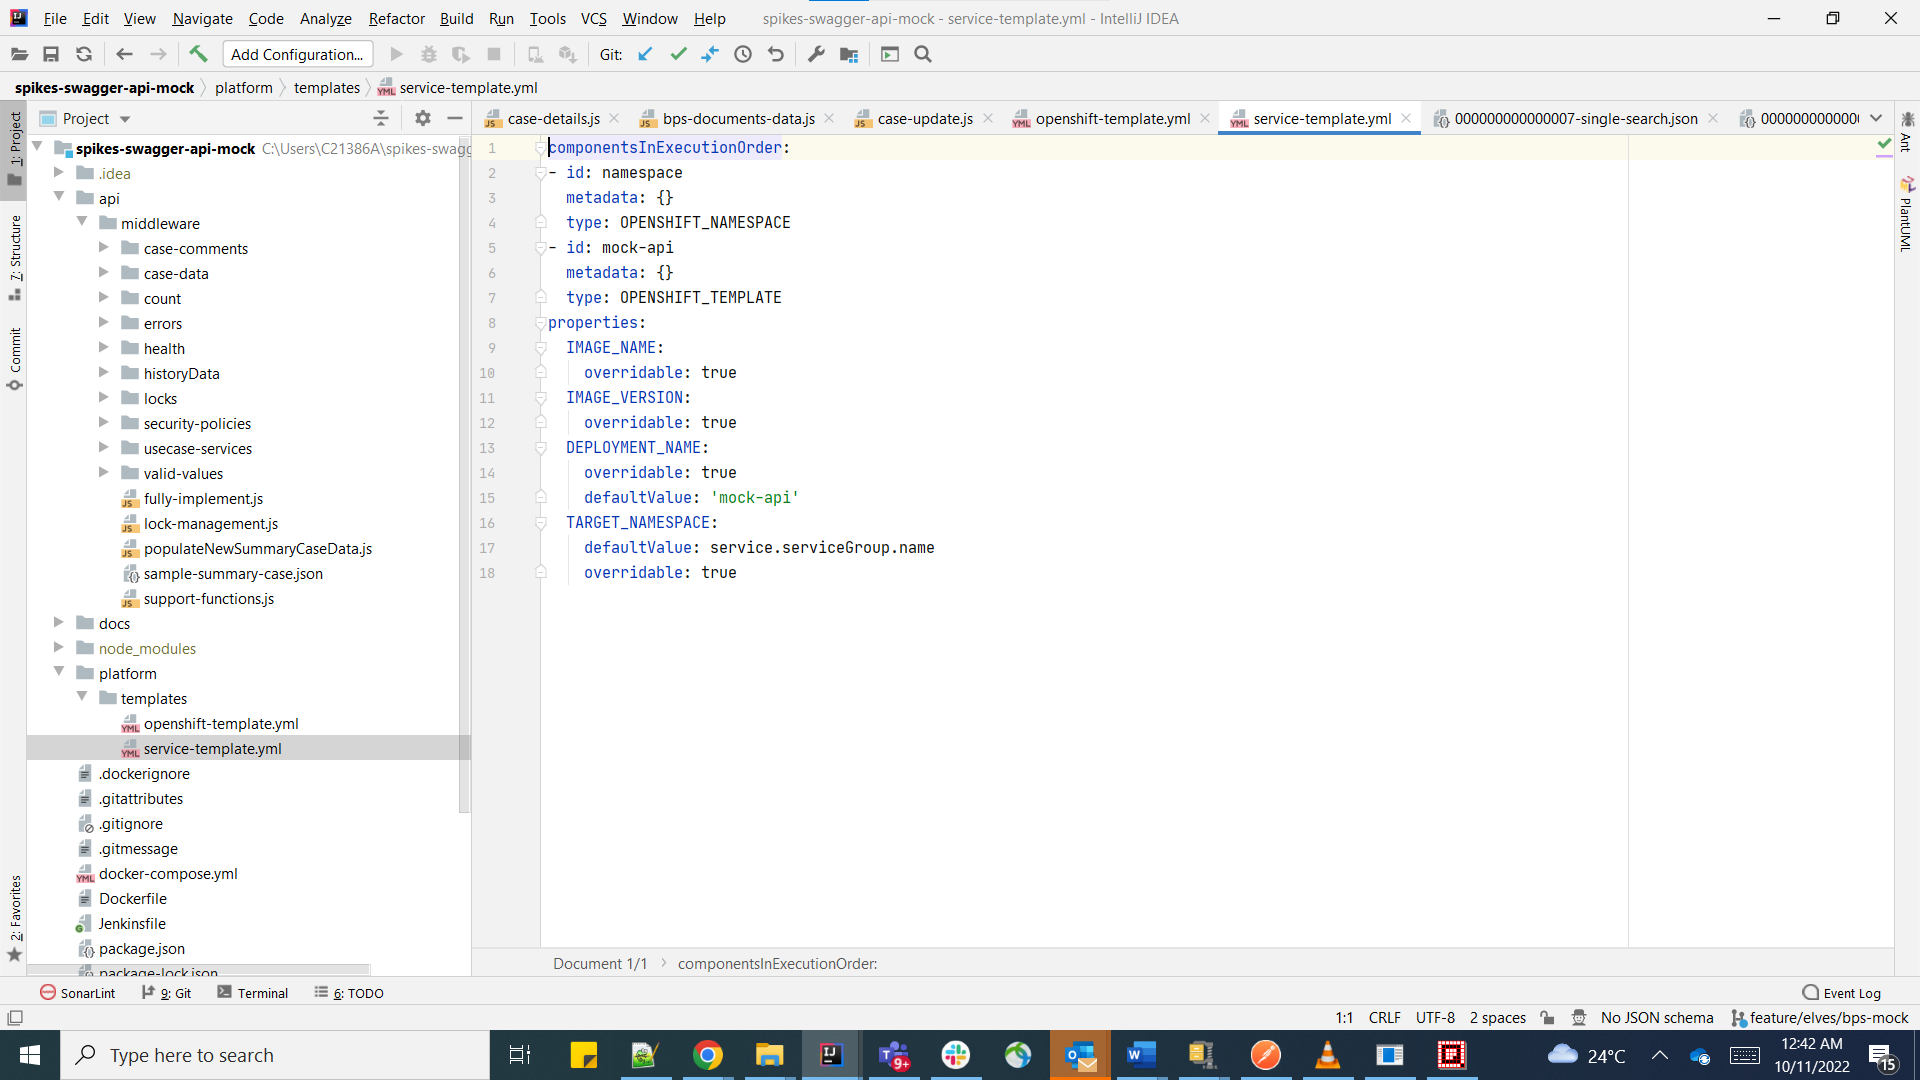 File Edit View Navigate Code Analyze Refactor Build Run Tools VCS Window Help spikes-swagger-api-mock - service-template.yml - IntelliJ IDEA
Add Configuration... Git:
spikes-swagger-api-mock platform templates service-template.yml
Project
case-details.js bps-documents-data.js case-update.js openshift-template.yml service-template.yml 000000000000007-single-search.json
1: Project
7: Structure
Commit
2: Favorites
Ant
PlantUML
spikes-swagger-api-mock C:\Users\C21386A\spikes-swagg
.idea
api
middleware
case-comments
case-data
count
errors
health
historyData
locks
security-policies
usecase-services
valid-values
fully-implement.js
lock-management.js
populateNewSummaryCaseData.js
sample-summary-case.json
support-functions.js
docs
node_modules
platform
templates
openshift-template.yml
service-template.yml
.dockerignore
.gitattributes
.gitignore
.gitmessage
docker-compose.yml
Dockerfile
Jenkinsfile
package.json
package-lock.json
1 componentsInExecutionOrder:
2 - id: namespace
3 metadata: {}
4 type: OPENSHIFT_NAMESPACE
5 - id: mock-api
6 metadata: {}
7 type: OPENSHIFT_TEMPLATE
8 properties:
9 IMAGE_NAME:
10 overridable: true
11 IMAGE_VERSION:
12 overridable: true
13 DEPLOYMENT_NAME:
14 overridable: true
15 defaultValue: 'mock-api'
16 TARGET_NAMESPACE:
17 defaultValue: service.serviceGroup.name
18 overridable: true
Document 1/1 componentsInExecutionOrder:
SonarLint 9: Git Terminal 6: TODO Event Log
1:1 CRLF UTF-8 2 spaces No JSON schema feature/elves/bps-mock
Type here to search 9+ 24°C 12:42 AM
10/11/2022 15